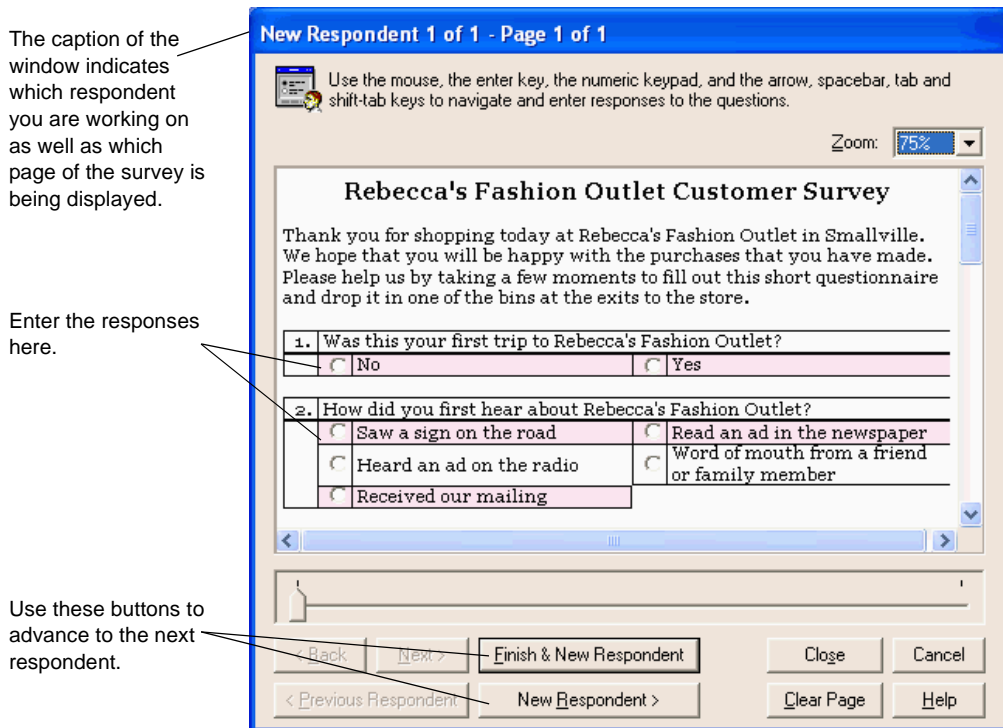 The caption of the
window indicates
which respondent
you are working on
as well as which
page of the survey is
being displayed.
New Respondent 1 of 1 - Page 1 of 1
Use the mouse, the enter key, the numeric keypad, and the arrow, spacebar, tab and
shift-tab keys to navigate and enter responses to the questions.
Zoom: 75%
Rebecca's Fashion Outlet Customer Survey
Thank you for shopping today at Rebecca's Fashion Outlet in Smallville.
We hope that you will be happy with the purchases that you have made.
Please help us by taking a few moments to fill out this short questionnaire
and drop it in one of the bins at the exits to the store.
Enter the responses
here.
1. Was this your first trip to Rebecca's Fashion Outlet?
No Yes
2. How did you first hear about Rebecca's Fashion Outlet?
Saw a sign on the road Read an ad in the newspaper
Heard an ad on the radio Word of mouth from a friend
or family member
Received our mailing
Use these buttons to
advance to the next
respondent.
< Back Next > Finish & New Respondent Close Cancel
< Previous Respondent New Respondent > Clear Page Help